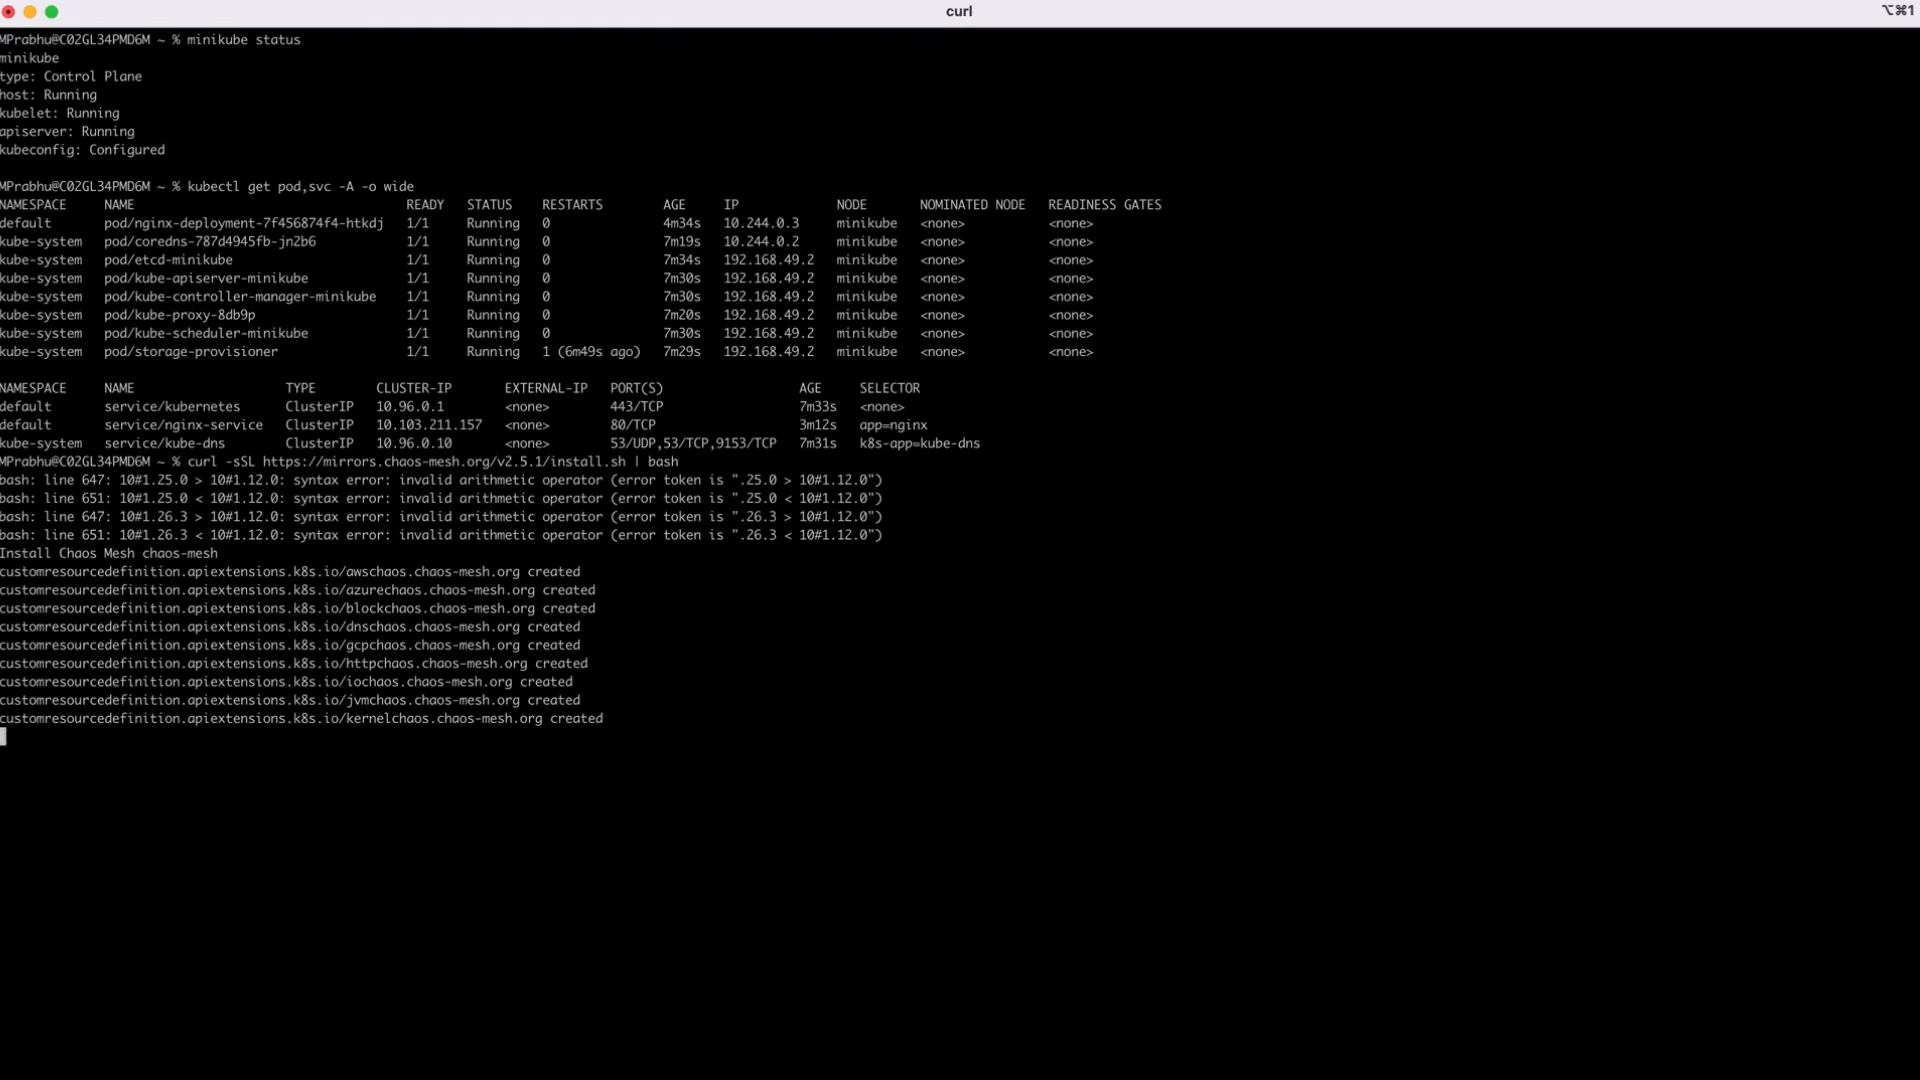 curl
⌥⌘1
MPrabhu@C02GL34PMD6M ~ % minikube status
minikube
type: Control Plane
host: Running
kubelet: Running
apiserver: Running
kubeconfig: Configured
MPrabhu@C02GL34PMD6M ~ % kubectl get pod,svc -A -o wide
NAMESPACE NAME READY STATUS RESTARTS AGE IP NODE NOMINATED NODE READINESS GATES
default pod/nginx-deployment-7f456874f4-htkdj 1/1 Running 0 4m34s 10.244.0.3 minikube <none> <none>
kube-system pod/coredns-787d4945fb-jn2b6 1/1 Running 0 7m19s 10.244.0.2 minikube <none> <none>
kube-system pod/etcd-minikube 1/1 Running 0 7m34s 192.168.49.2 minikube <none> <none>
kube-system pod/kube-apiserver-minikube 1/1 Running 0 7m30s 192.168.49.2 minikube <none> <none>
kube-system pod/kube-controller-manager-minikube 1/1 Running 0 7m30s 192.168.49.2 minikube <none> <none>
kube-system pod/kube-proxy-8db9p 1/1 Running 0 7m20s 192.168.49.2 minikube <none> <none>
kube-system pod/kube-scheduler-minikube 1/1 Running 0 7m30s 192.168.49.2 minikube <none> <none>
kube-system pod/storage-provisioner 1/1 Running 1 (6m49s ago) 7m29s 192.168.49.2 minikube <none> <none>
NAMESPACE NAME TYPE CLUSTER-IP EXTERNAL-IP PORT(S) AGE SELECTOR
default service/kubernetes ClusterIP 10.96.0.1 <none> 443/TCP 7m33s <none>
default service/nginx-service ClusterIP 10.103.211.157 <none> 80/TCP 3m12s app=nginx
kube-system service/kube-dns ClusterIP 10.96.0.10 <none> 53/UDP,53/TCP,9153/TCP 7m31s k8s-app=kube-dns
MPrabhu@C02GL34PMD6M ~ % curl -sSL https://mirrors.chaos-mesh.org/v2.5.1/install.sh | bash
bash: line 647: 10#1.25.0 > 10#1.12.0: syntax error: invalid arithmetic operator (error token is ".25.0 > 10#1.12.0")
bash: line 651: 10#1.25.0 < 10#1.12.0: syntax error: invalid arithmetic operator (error token is ".25.0 < 10#1.12.0")
bash: line 647: 10#1.26.3 > 10#1.12.0: syntax error: invalid arithmetic operator (error token is ".26.3 > 10#1.12.0")
bash: line 651: 10#1.26.3 < 10#1.12.0: syntax error: invalid arithmetic operator (error token is ".26.3 < 10#1.12.0")
Install Chaos Mesh chaos-mesh
customresourcedefinition.apiextensions.k8s.io/awschaos.chaos-mesh.org created
customresourcedefinition.apiextensions.k8s.io/azurechaos.chaos-mesh.org created
customresourcedefinition.apiextensions.k8s.io/blockchaos.chaos-mesh.org created
customresourcedefinition.apiextensions.k8s.io/dnschaos.chaos-mesh.org created
customresourcedefinition.apiextensions.k8s.io/gcpchaos.chaos-mesh.org created
customresourcedefinition.apiextensions.k8s.io/httpchaos.chaos-mesh.org created
customresourcedefinition.apiextensions.k8s.io/iochaos.chaos-mesh.org created
customresourcedefinition.apiextensions.k8s.io/jvmchaos.chaos-mesh.org created
customresourcedefinition.apiextensions.k8s.io/kernelchaos.chaos-mesh.org created